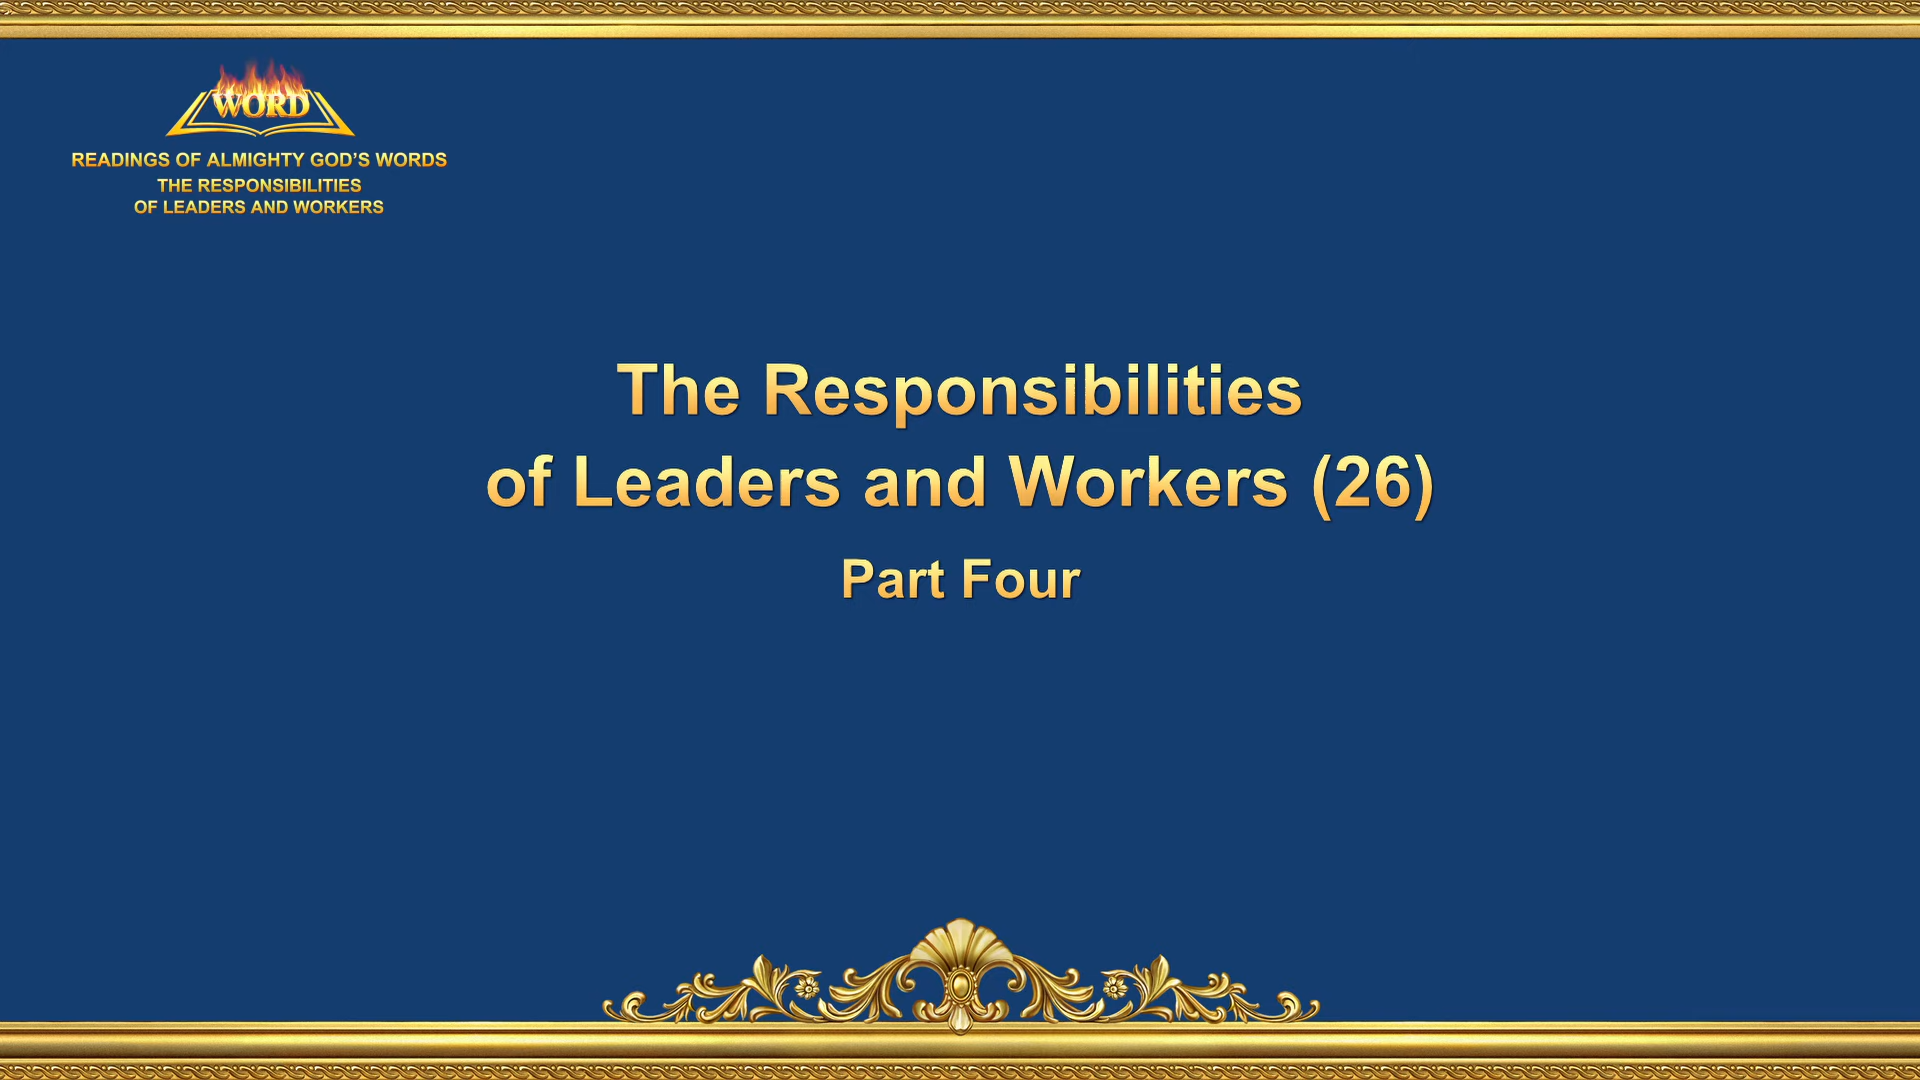 WORD
READINGS OF ALMIGHTY GOD’S WORDS
THE RESPONSIBILITIES
OF LEADERS AND WORKERS
The Responsibilities
of Leaders and Workers (26)
Part Four